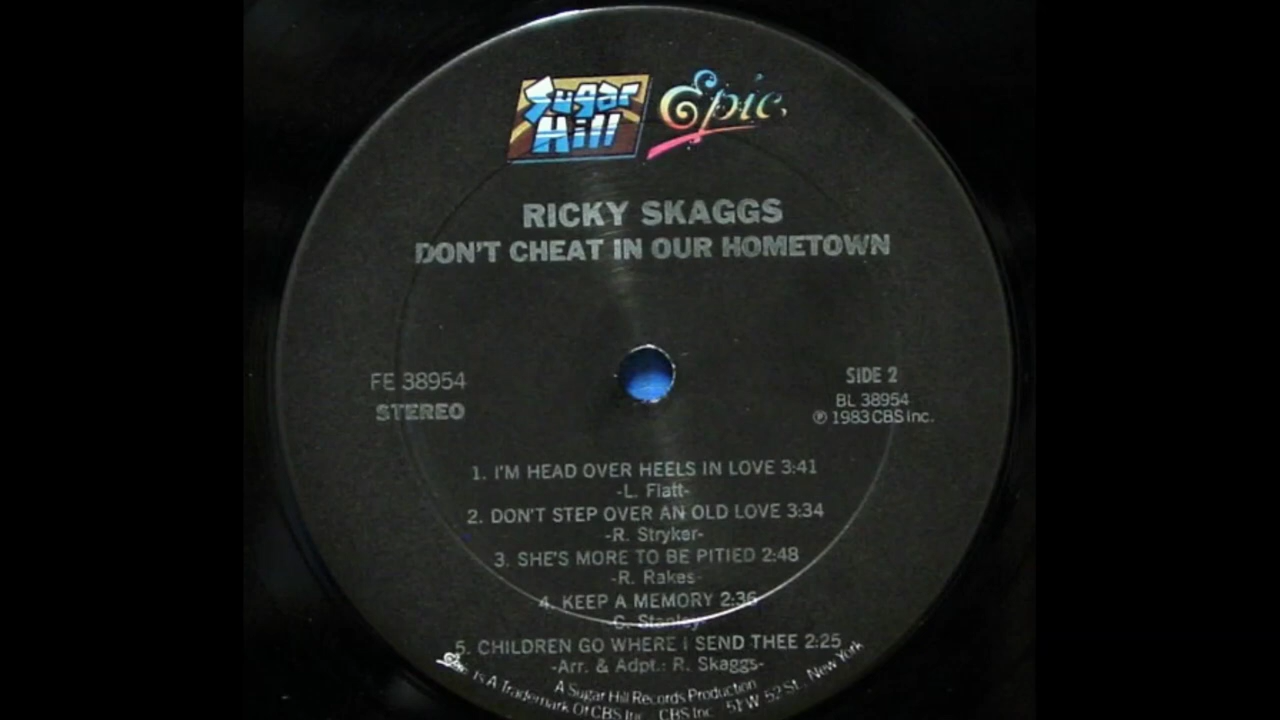 Sugar Hill Epic
RICKY SKAGGS
DON'T CHEAT IN OUR HOMETOWN
FE 38954
STEREO
SIDE 2
BL 38954
℗ 1983 CBS Inc.
1. I'M HEAD OVER HEELS IN LOVE 3:41
-L. Flatt-
2. DON'T STEP OVER AN OLD LOVE 3:34
-R. Stryker-
3. SHE'S MORE TO BE PITIED 2:48
-R. Rakes-
4. KEEP A MEMORY 2:36
-C. Stanley-
5. CHILDREN GO WHERE I SEND THEE 2:25
-Arr. & Adpt.: R. Skaggs-
A Sugar Hill Records Production
Epic Is A Trademark Of CBS Inc. CBS Inc. 51 W. 52 St., New York